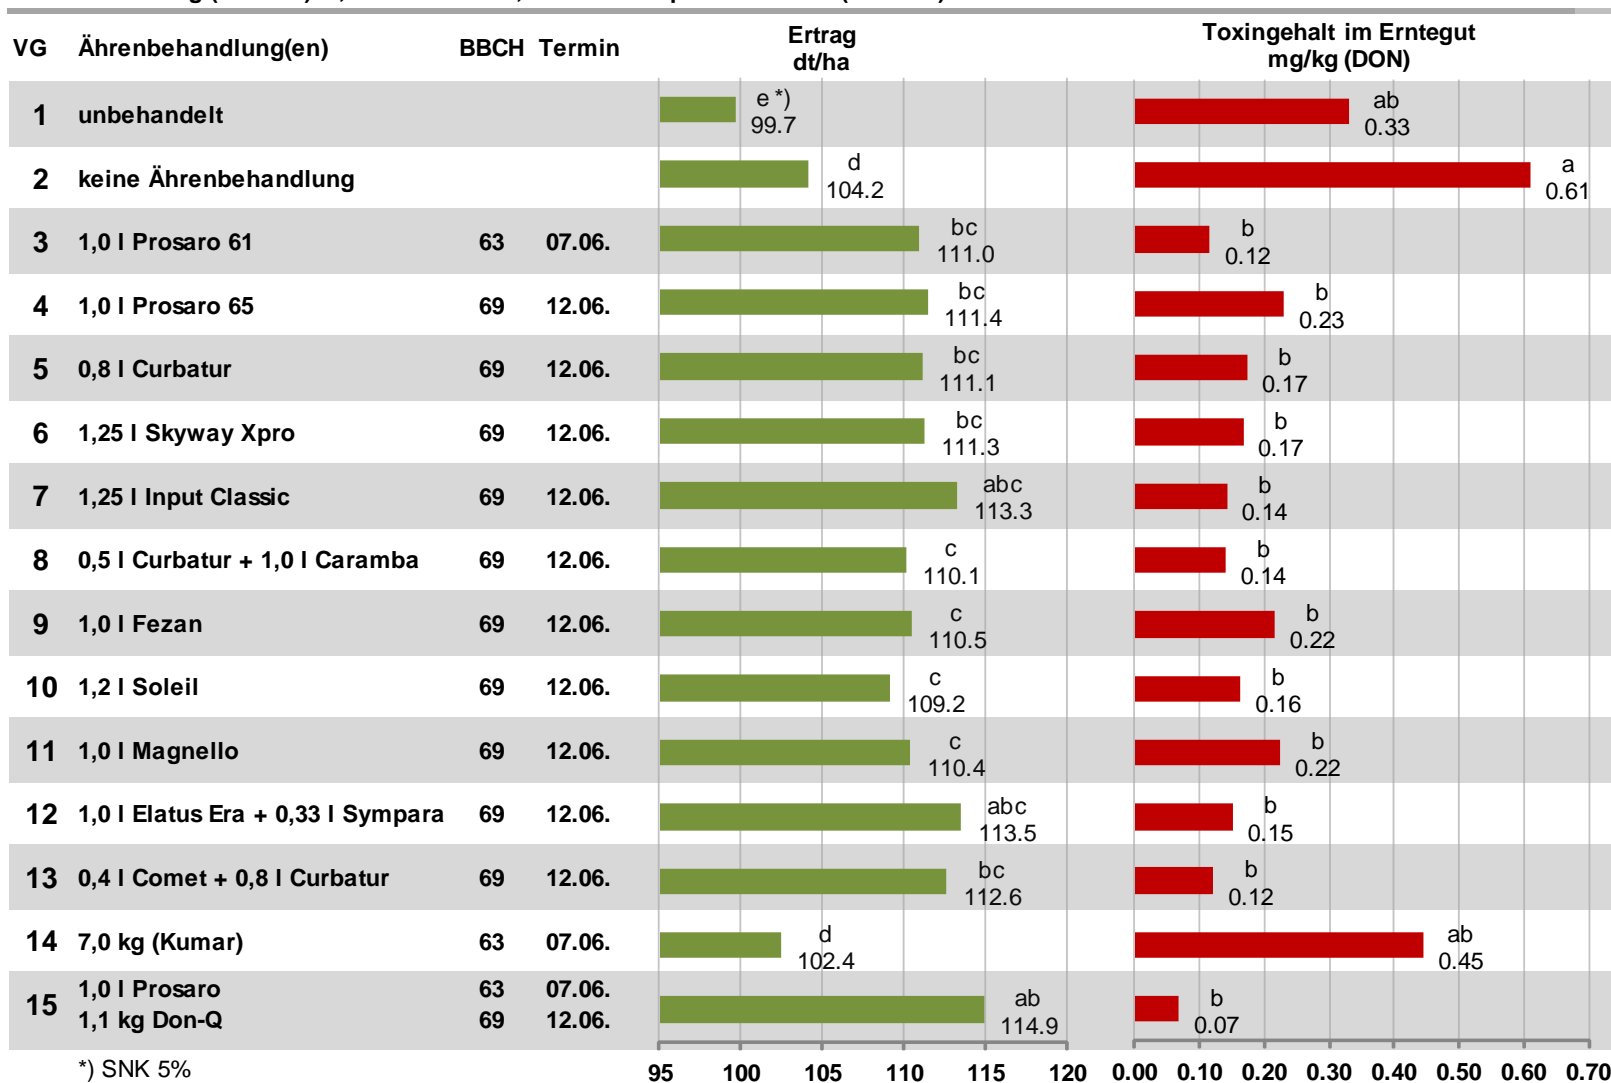 VG Ährenbehandlung(en) BBCH Termin Ertrag dt/ha Toxingehalt im Erntegut mg/kg (DON)
1 unbehandelt e *) 99.7 ab 0.33
2 keine Ährenbehandlung d 104.2 a 0.61
3 1,0 l Prosaro 61 63 07.06. bc 111.0 b 0.12
4 1,0 l Prosaro 65 69 12.06. bc 111.4 b 0.23
5 0,8 l Curbatur 69 12.06. bc 111.1 b 0.17
6 1,25 l Skyway Xpro 69 12.06. bc 111.3 b 0.17
7 1,25 l Input Classic 69 12.06. abc 113.3 b 0.14
8 0,5 l Curbatur + 1,0 l Caramba 69 12.06. c 110.1 b 0.14
9 1,0 l Fezan 69 12.06. c 110.5 b 0.22
10 1,2 l Soleil 69 12.06. c 109.2 b 0.16
11 1,0 l Magnello 69 12.06. c 110.4 b 0.22
12 1,0 l Elatus Era + 0,33 l Sympara 69 12.06. abc 113.5 b 0.15
13 0,4 l Comet + 0,8 l Curbatur 69 12.06. bc 112.6 b 0.12
14 7,0 kg (Kumar) 63 07.06. d 102.4 ab 0.45
15 1,0 l Prosaro 63 07.06. ab 114.9 b 0.07
1,1 kg Don-Q 69 12.06.
*) SNK 5% 95 100 105 110 115 120 0.00 0.10 0.20 0.30 0.40 0.50 0.60 0.70